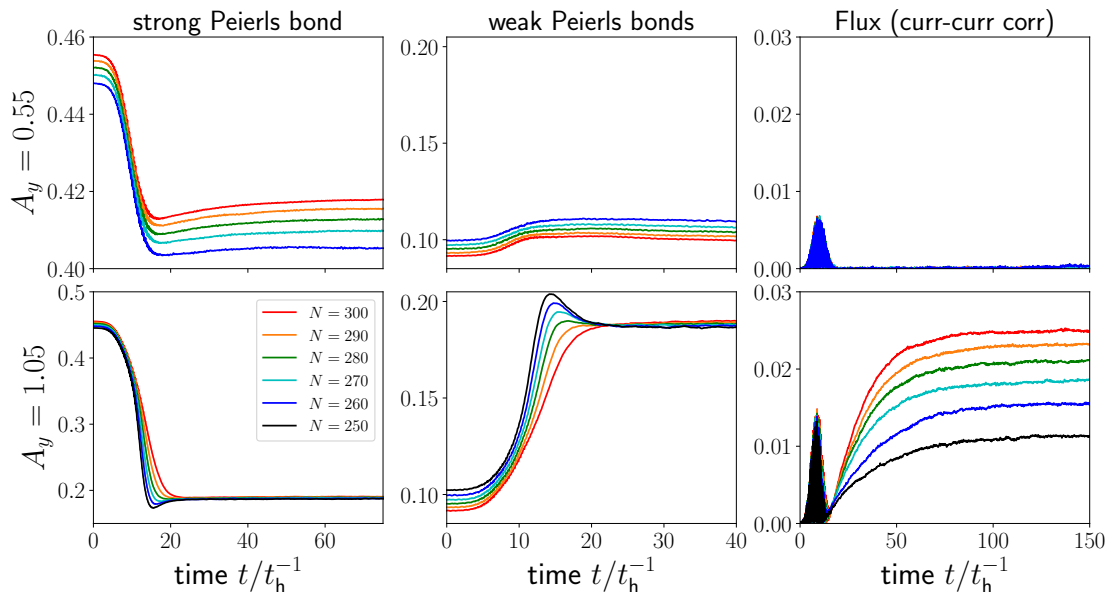 strong Peierls bond
weak Peierls bonds
Flux (curr-curr corr)
A_y = 0.55
0.46
0.44
0.42
0.40
0.20
0.15
0.10
0.03
0.02
0.01
0.00
A_y = 1.05
0.5
0.4
0.3
0.2
N = 300
N = 290
N = 280
N = 270
N = 260
N = 250
0.20
0.15
0.10
0.03
0.02
0.01
0.00
0 20 40 60
0 10 20 30 40
0 50 100 150
time t/t_h^{-1}
time t/t_h^{-1}
time t/t_h^{-1}